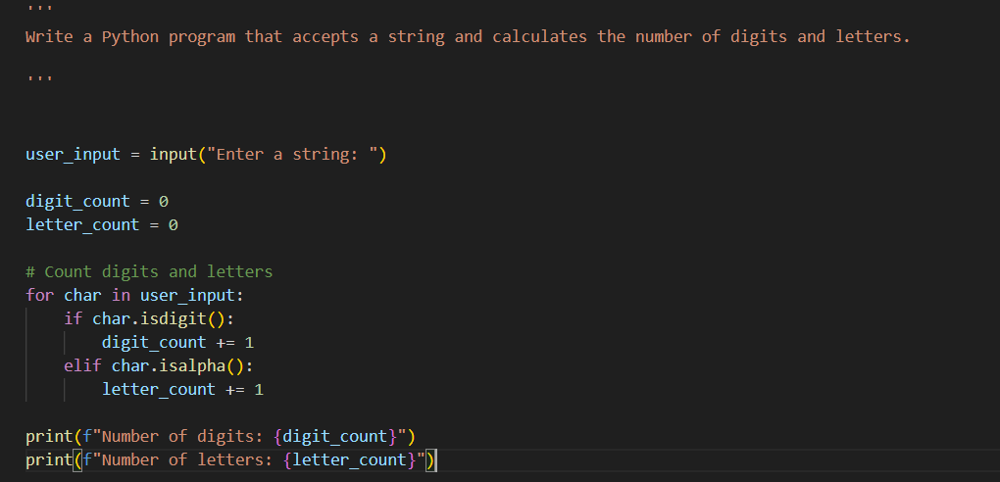 '''
Write a Python program that accepts a string and calculates the number of digits and letters.
'''
user_input = input("Enter a string: ")
digit_count = 0
letter_count = 0
# Count digits and letters
for char in user_input:
    if char.isdigit():
        digit_count += 1
    elif char.isalpha():
        letter_count += 1
print(f"Number of digits: {digit_count}")
print(f"Number of letters: {letter_count}")